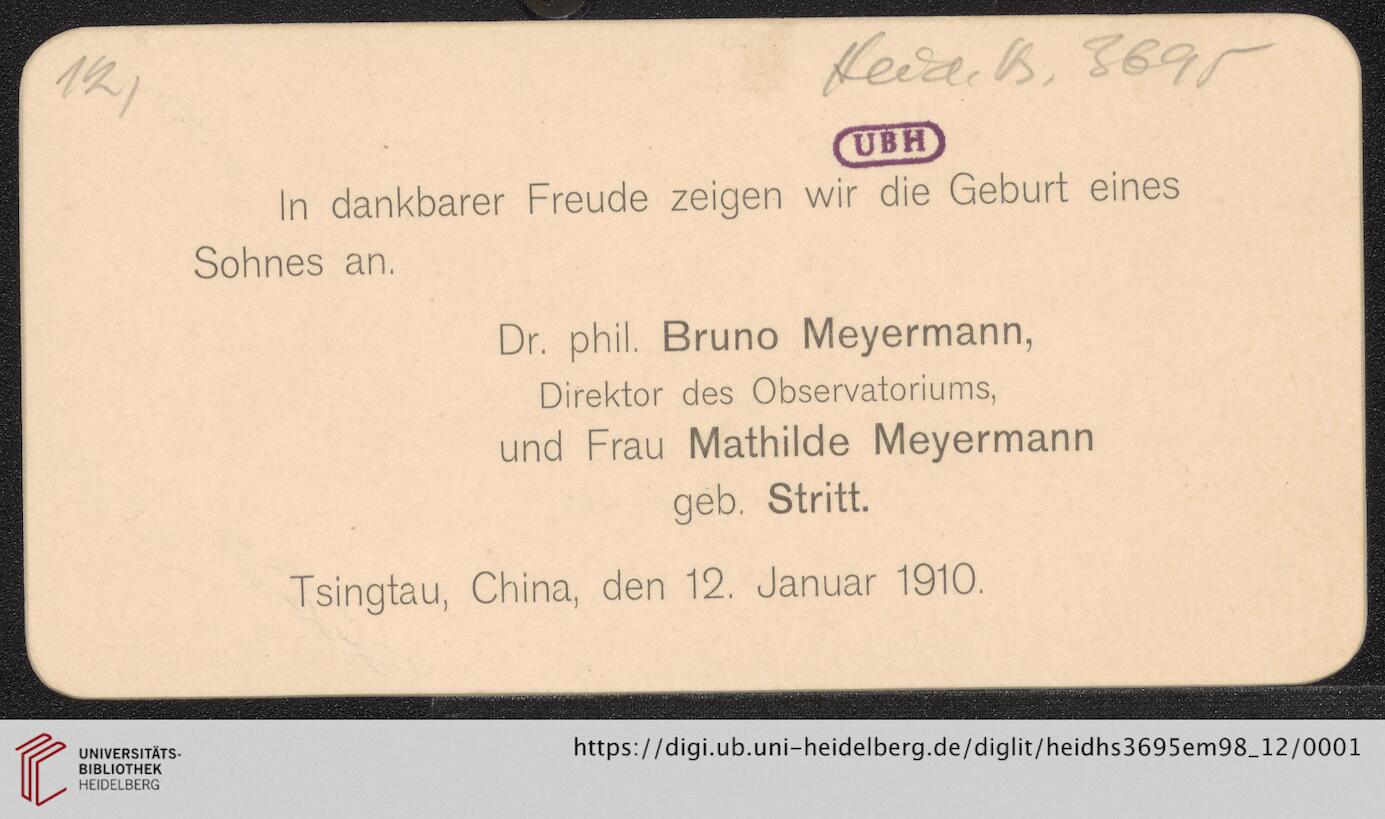 12,
Heid. Hs. 3695
UBH
In dankbarer Freude zeigen wir die Geburt eines
Sohnes an.
Dr. phil. Bruno Meyermann,
Direktor des Observatoriums,
und Frau Mathilde Meyermann
geb. Stritt.
Tsingtau, China, den 12. Januar 1910.
UNIVERSITÄTS-
BIBLIOTHEK
HEIDELBERG
https://digi.ub.uni-heidelberg.de/diglit/heidhs3695em98_12/0001